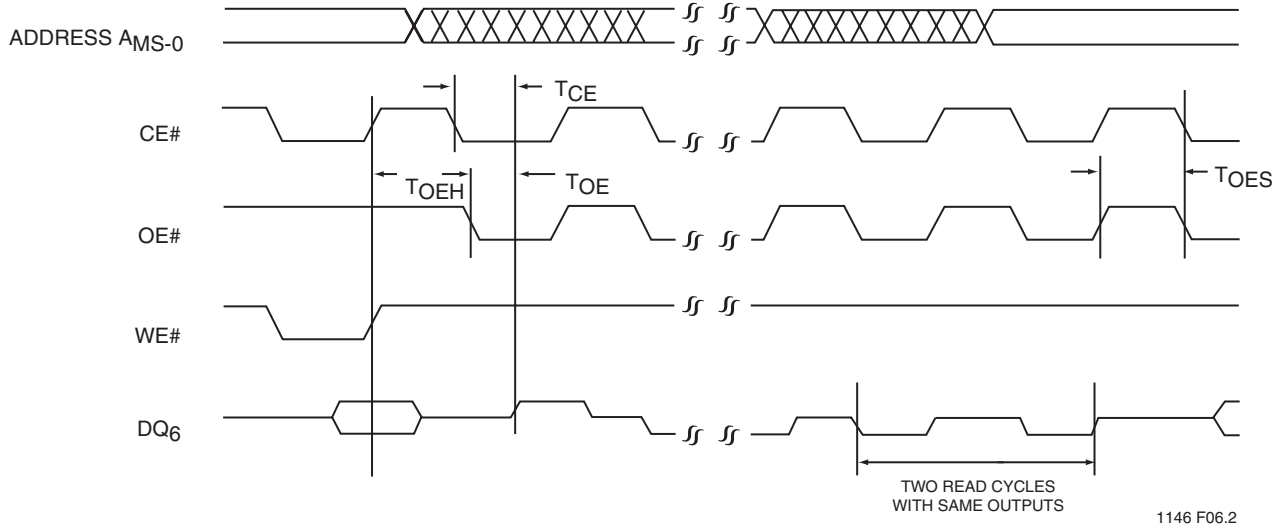 ADDRESS AMS-0
TCE
CE#
TOEH
TOE
TOES
OE#
WE#
DQ6
TWO READ CYCLES
WITH SAME OUTPUTS
1146 F06.2